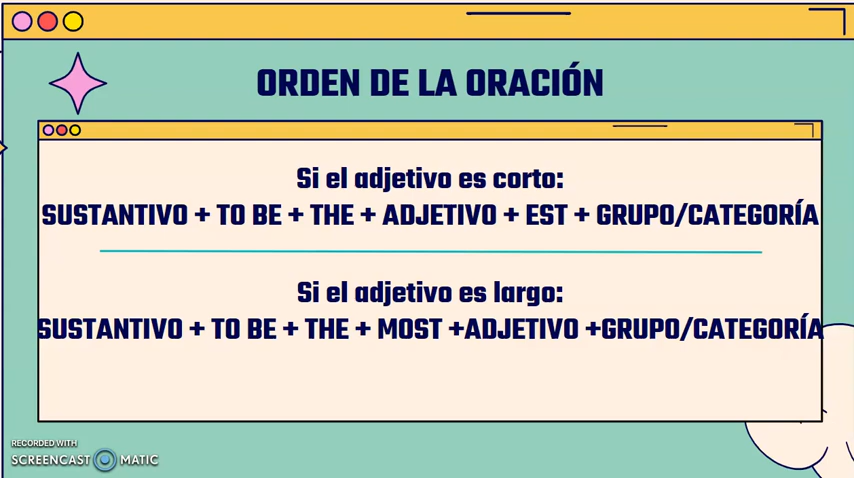 ORDEN DE LA ORACIÓN
Si el adjetivo es corto:
SUSTANTIVO + TO BE + THE + ADJETIVO + EST + GRUPO/CATEGORÍA
Si el adjetivo es largo:
SUSTANTIVO + TO BE + THE + MOST +ADJETIVO +GRUPO/CATEGORÍA
RECORDED WITH
SCREENCAST MATIC